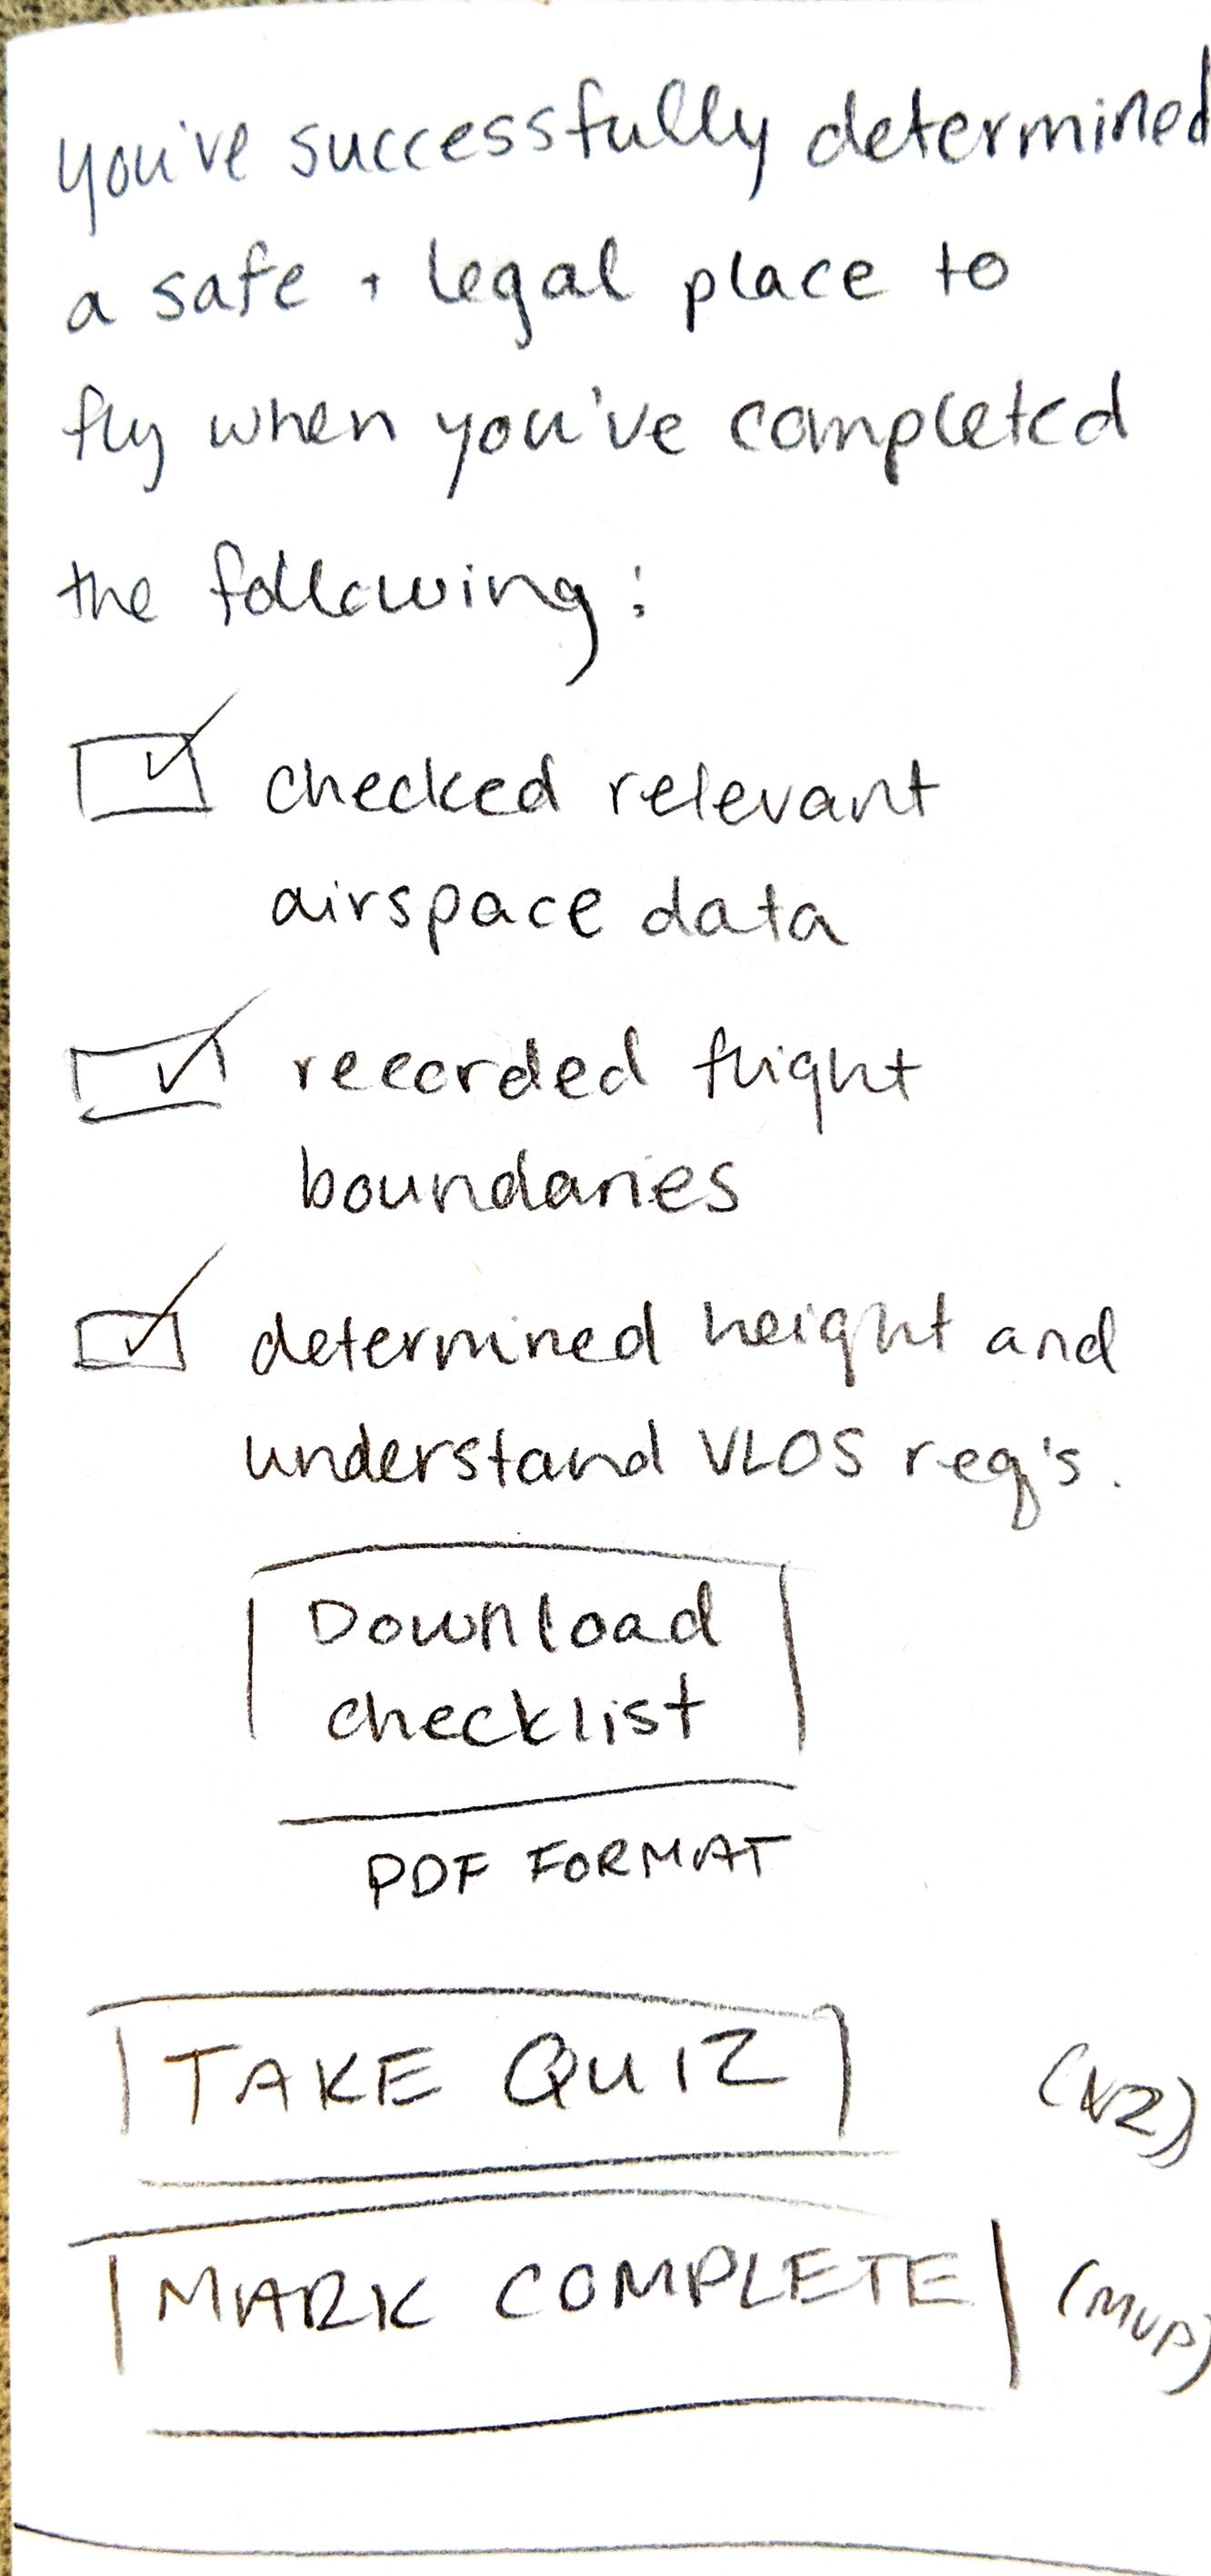 you've successfully determined
a safe + legal place to
fly when you've completed
the following:
checked relevant
airspace data
recorded flight
boundaries
determined height and
understand VLOS req's.
Download
checklist
PDF FORMAT
TAKE QUIZ (V2)
MARK COMPLETE (MVP)